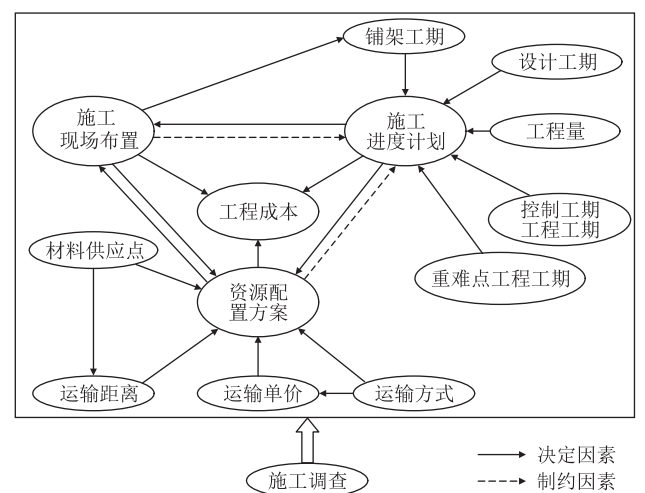 铺架工期
设计工期
施工
现场布置
施工
进度计划
工程量
工程成本
控制工期
工程工期
材料供应点
重难点工程工期
资源配
置方案
运输距离
运输单价
运输方式
决定因素
施工调查
制约因素